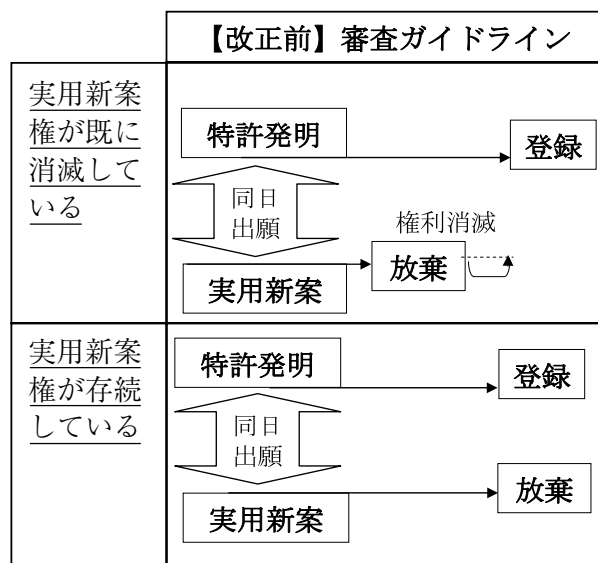 【改正前】審査ガイドライン
実用新案
権が既に
消滅して
いる
特許発明
登録
同日
出願
権利消滅
放棄
実用新案
実用新案
権が存続
している
特許発明
登録
同日
出願
放棄
実用新案